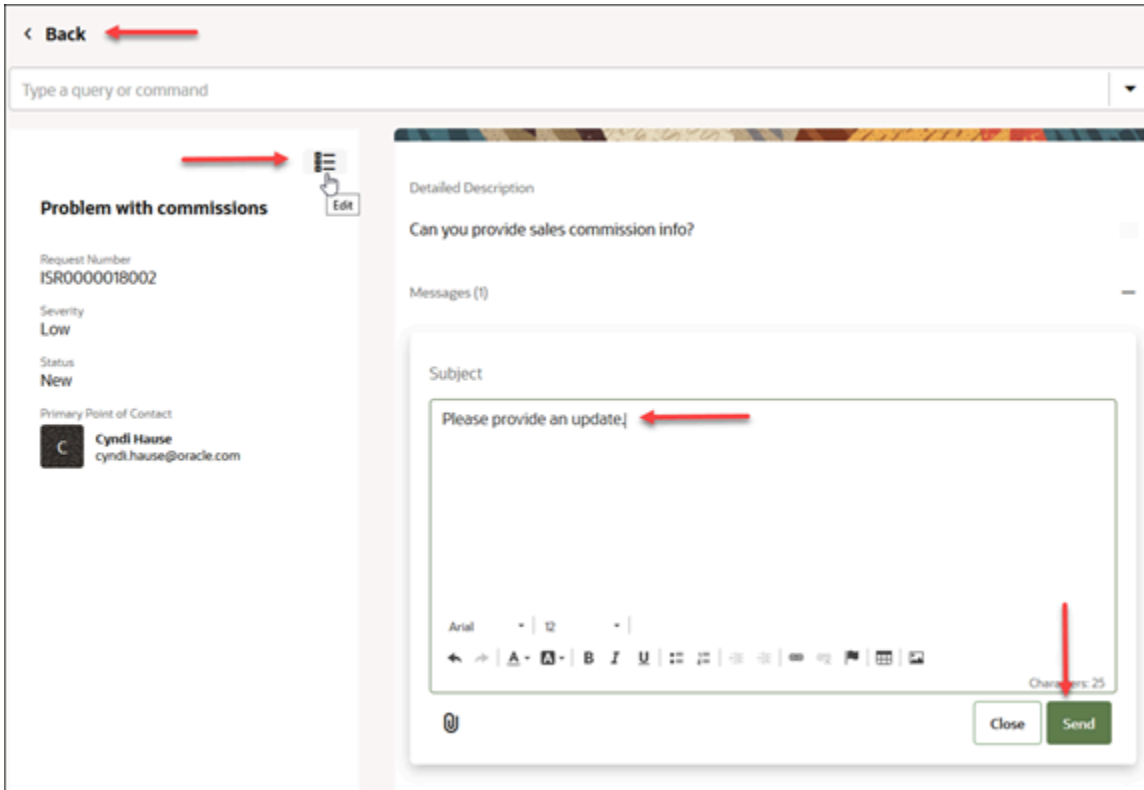 Back
Type a query or command
Edit
Problem with commissions
Request Number
ISR0000018002
Severity
Low
Status
New
Primary Point of Contact
C
Cyndi Hause
cyndi.hause@oracle.com
Detailed Description
Can you provide sales commission info?
Messages (1)
Subject
Please provide an update.
Arial 12
A A B I U
Characters: 25
Close Send